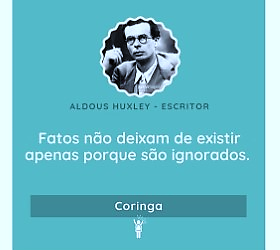 ALDOUS HUXLEY - ESCRITOR
Fatos não deixam de existir
apenas porque são ignorados.
Coringa